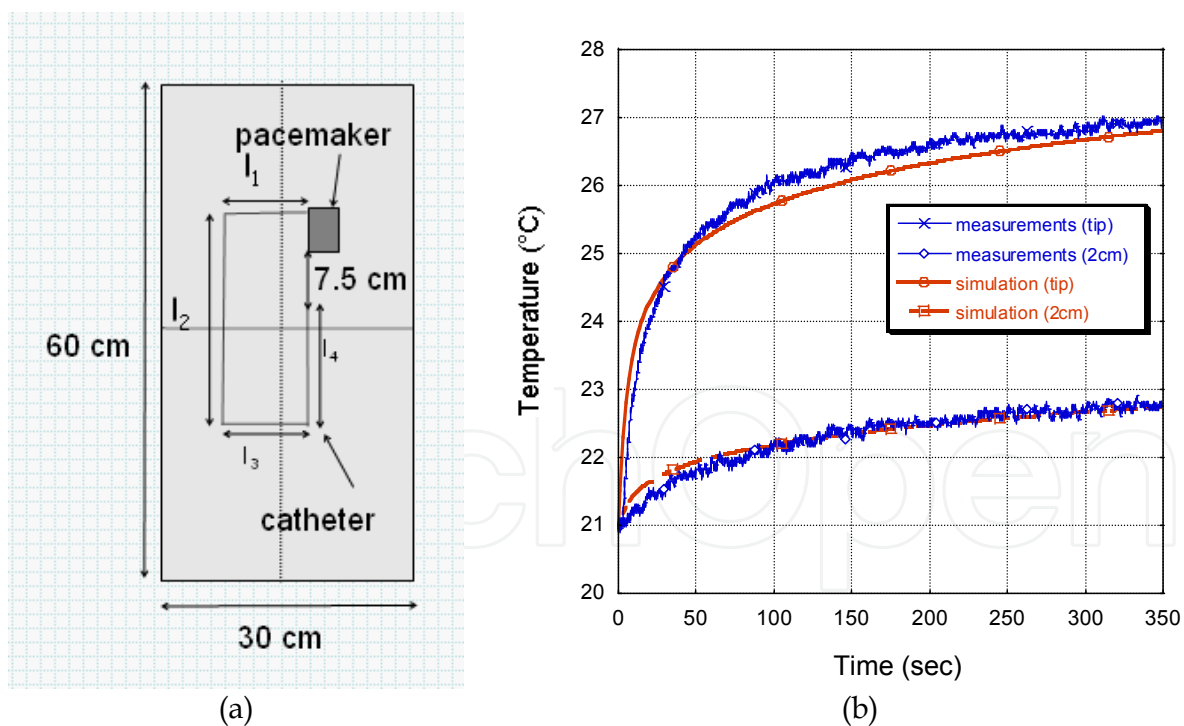 pacemaker
l₁
7.5 cm
l₂
60 cm
l₄
l₃
catheter
30 cm
(a)
28
27
26
25
24
23
22
21
20
Temperature (°C)
measurements (tip)
measurements (2cm)
simulation (tip)
simulation (2cm)
0 50 100 150 200 250 300 350
Time (sec)
(b)
chOpen